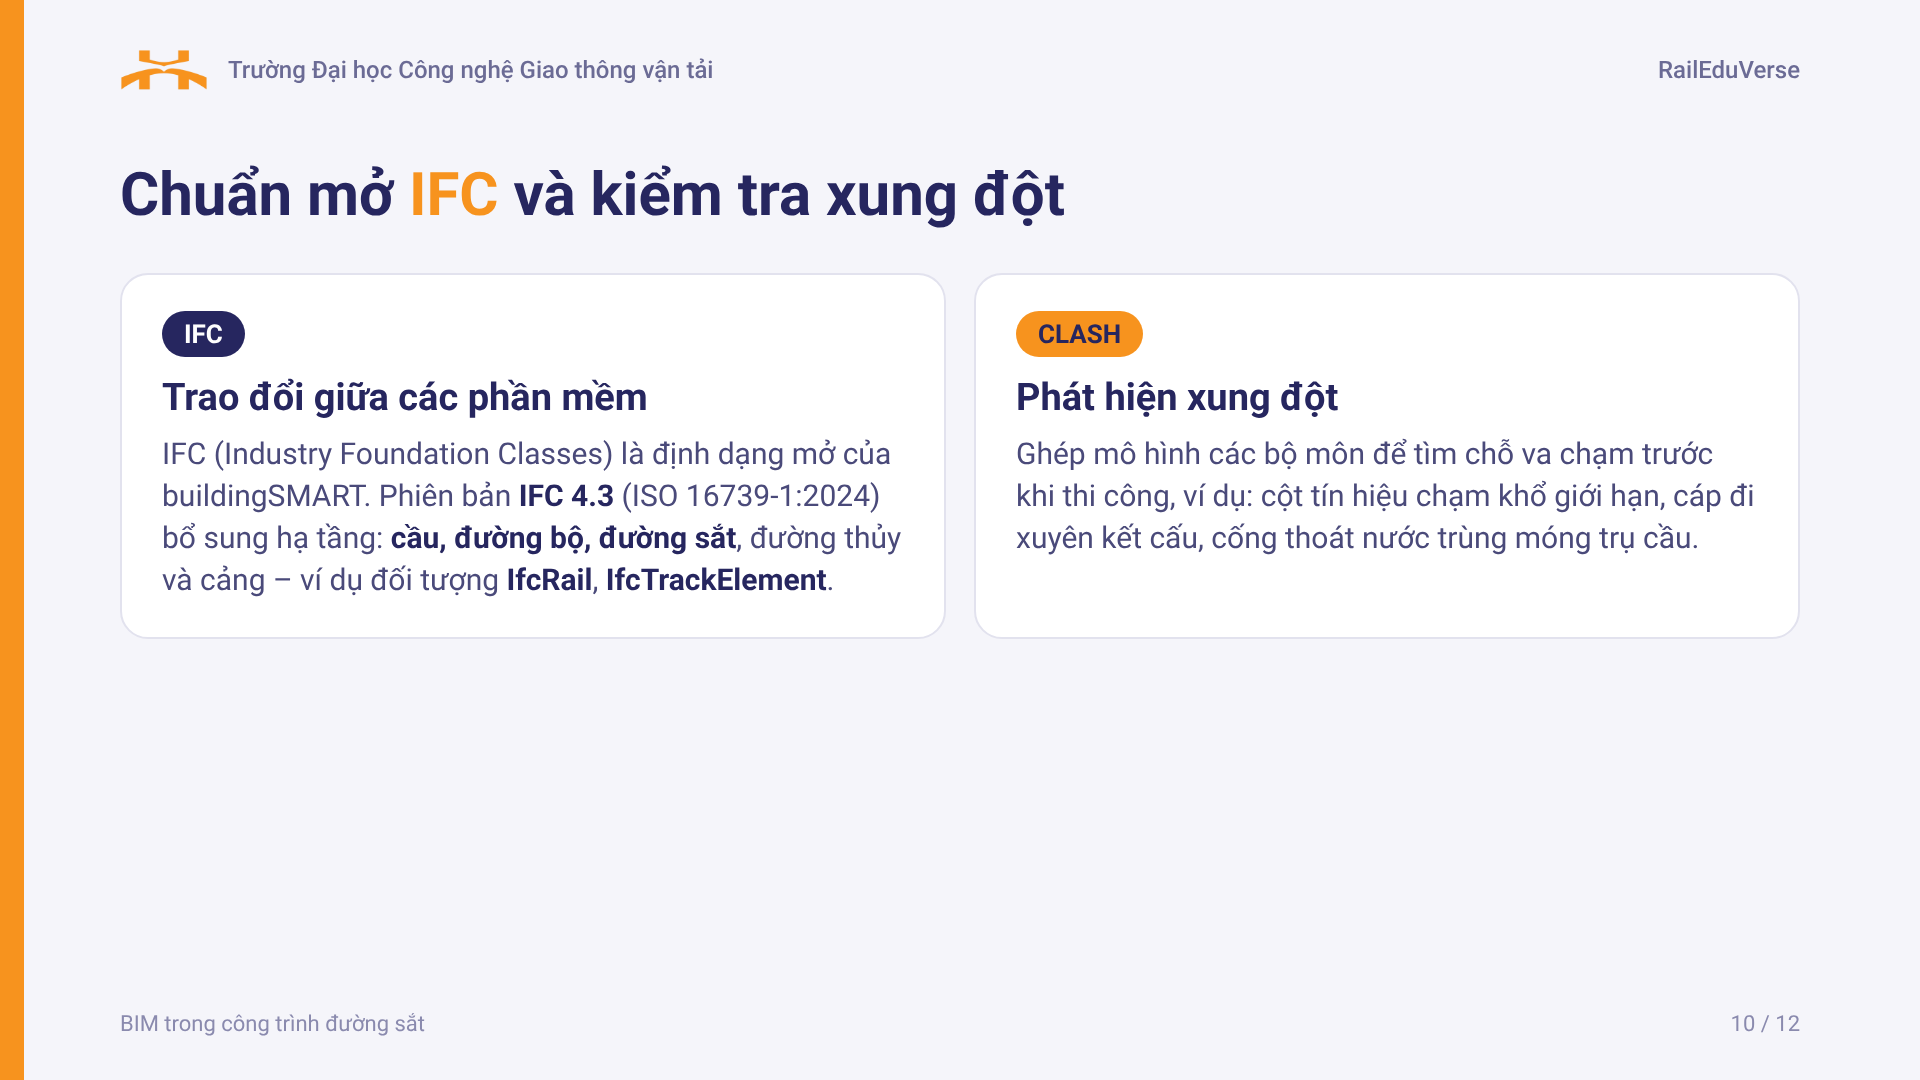 Trường Đại học Công nghệ Giao thông vận tải
RailEduVerse
Chuẩn mở IFC và kiểm tra xung đột
IFC
Trao đổi giữa các phần mềm
IFC (Industry Foundation Classes) là định dạng mở của
buildingSMART. Phiên bản IFC 4.3 (ISO 16739-1:2024)
bổ sung hạ tầng: cầu, đường bộ, đường sắt, đường thủy
và cảng – ví dụ đối tượng IfcRail, IfcTrackElement.
CLASH
Phát hiện xung đột
Ghép mô hình các bộ môn để tìm chỗ va chạm trước
khi thi công, ví dụ: cột tín hiệu chạm khổ giới hạn, cáp đi
xuyên kết cấu, cống thoát nước trùng móng trụ cầu.
BIM trong công trình đường sắt
10 / 12